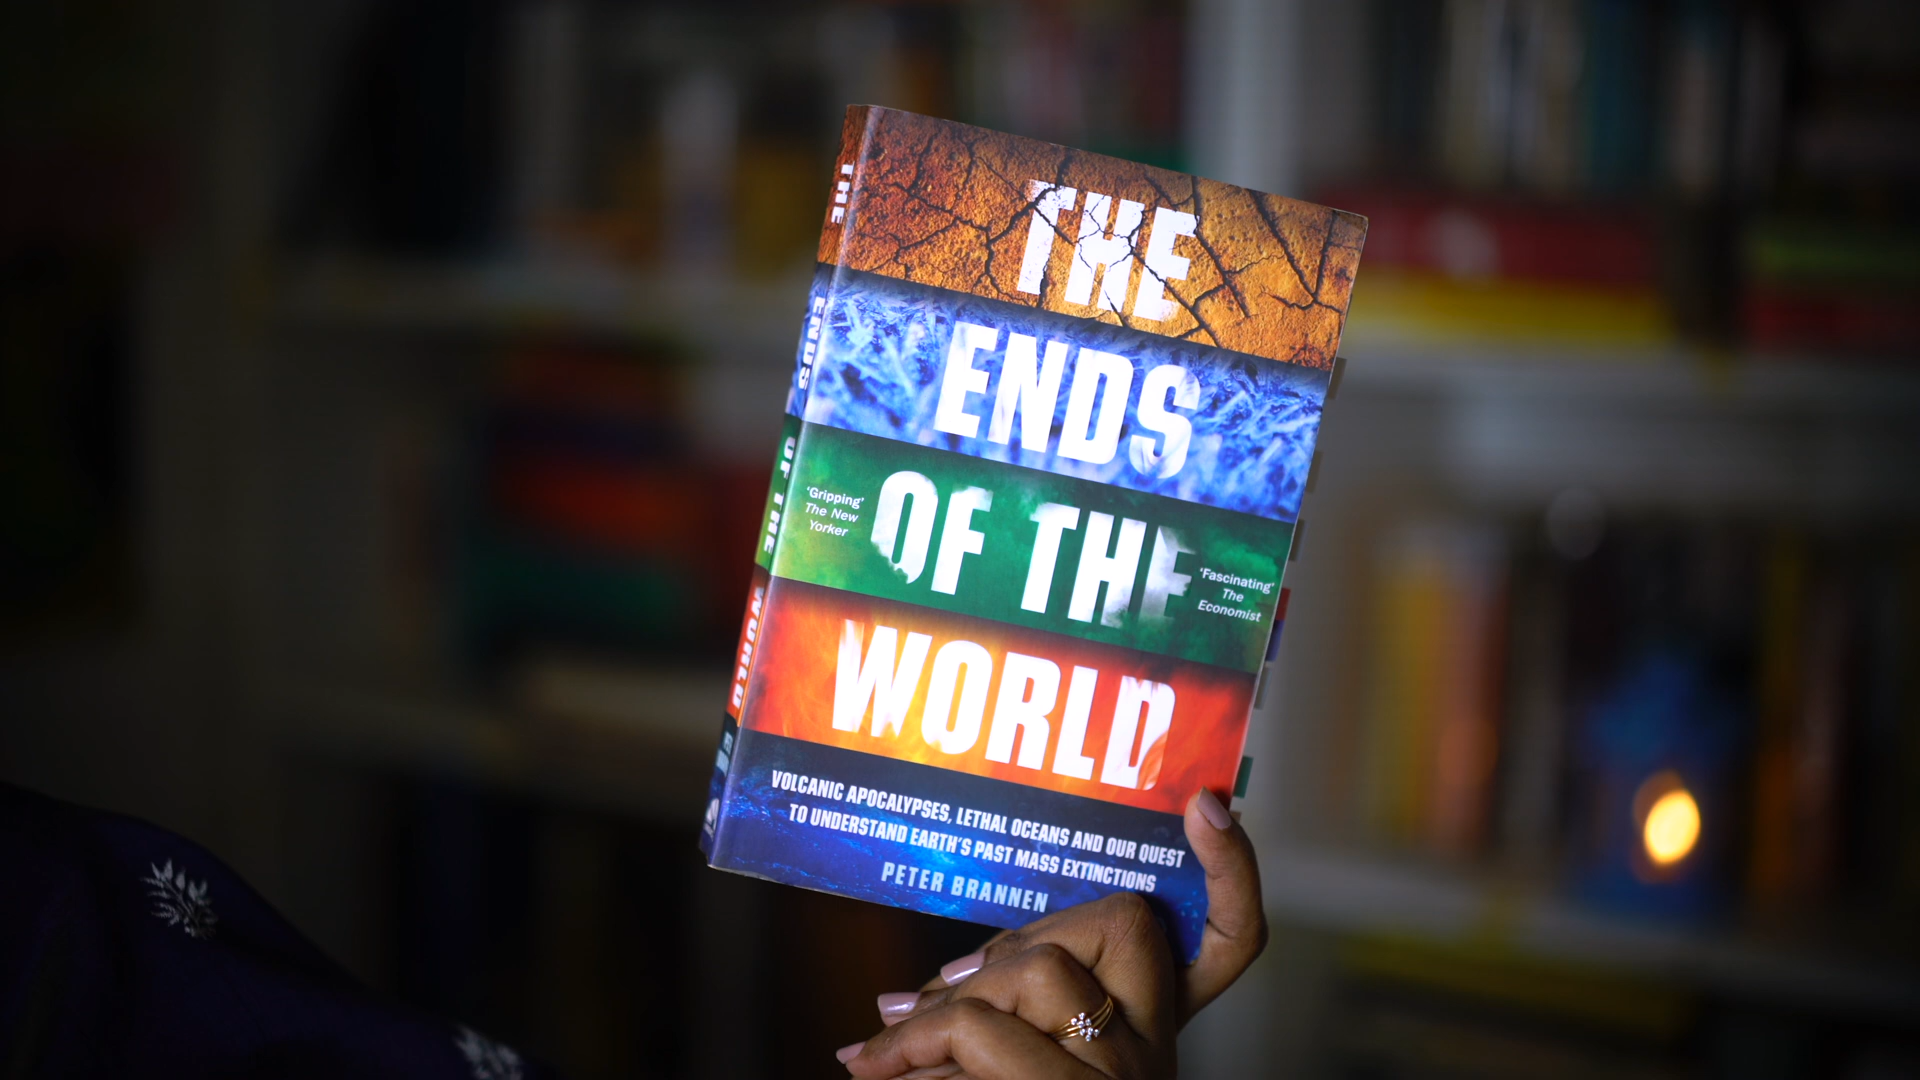 THE
ENDS
OF THE
WORLD
'Gripping'
The New
Yorker
'Fascinating'
The
Economist
VOLCANIC APOCALYPSES, LETHAL OCEANS AND OUR QUEST
TO UNDERSTAND EARTH'S PAST MASS EXTINCTIONS
PETER BRANNEN
THE ENDS OF THE WORLD